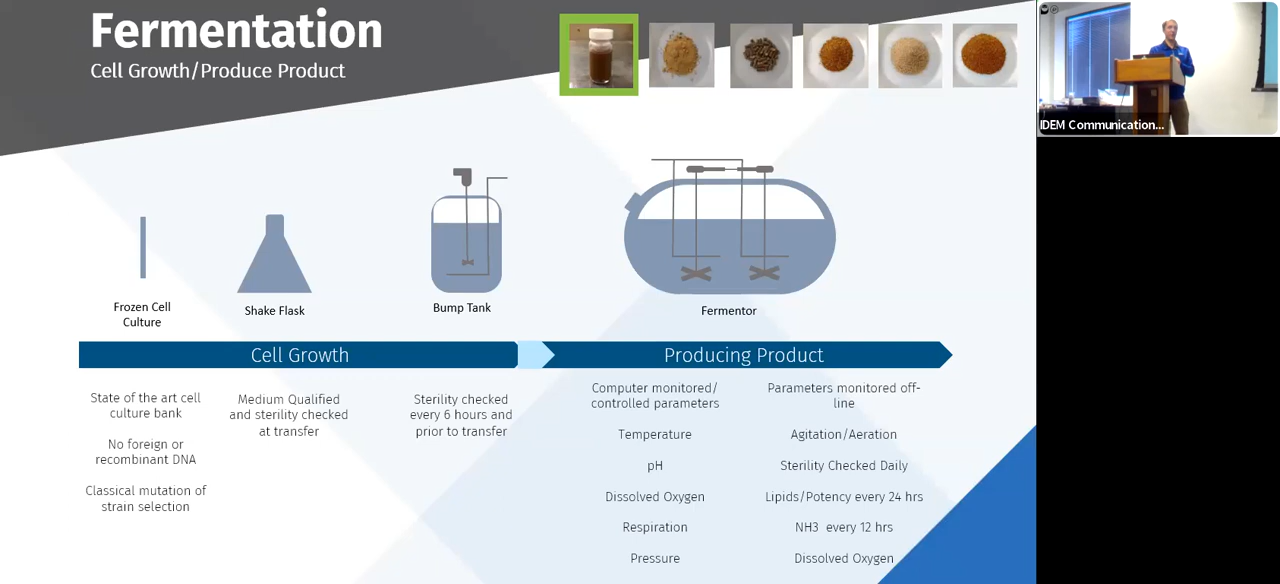 Fermentation
Cell Growth/Produce Product
IDEM Communication...
Frozen Cell
Culture
Shake Flask
Bump Tank
Fermentor
Cell Growth
Producing Product
State of the art cell
culture bank
No foreign or
recombinant DNA
Classical mutation of
strain selection
Medium Qualified
and sterility checked
at transfer
Sterility checked
every 6 hours and
prior to transfer
Computer monitored/
controlled parameters
Temperature
pH
Dissolved Oxygen
Respiration
Pressure
Parameters monitored off-
line
Agitation/Aeration
Sterility Checked Daily
Lipids/Potency every 24 hrs
NH3 every 12 hrs
Dissolved Oxygen